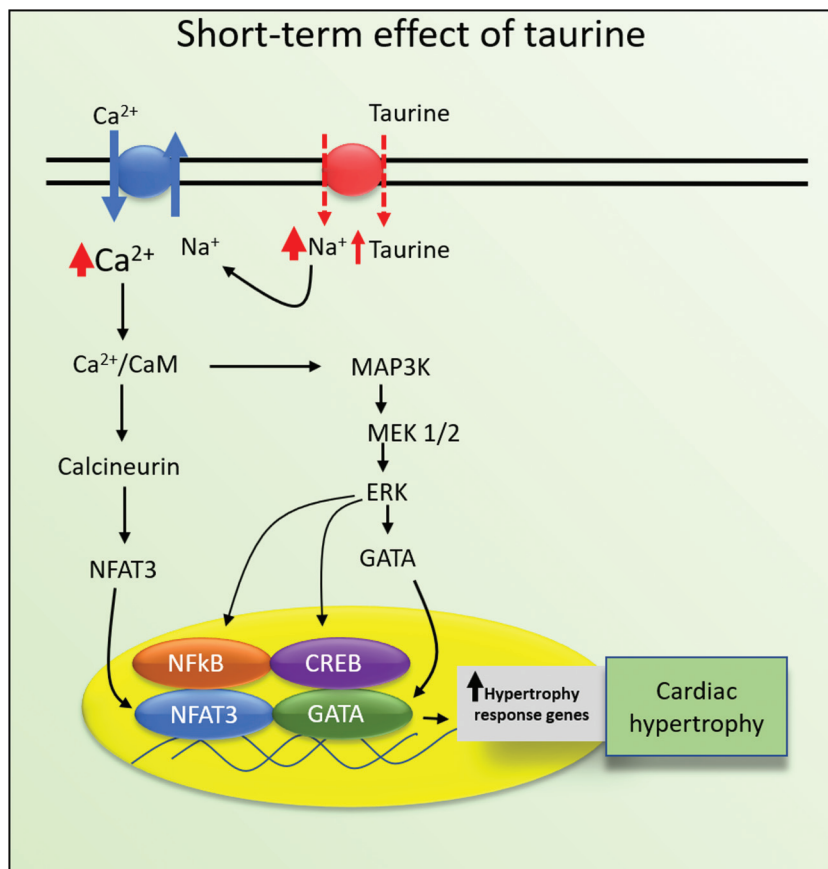 Short-term effect of taurine
Ca²⁺
Taurine
Ca²⁺
Na⁺
Na⁺
Taurine
Ca²⁺/CaM
MAP3K
MEK 1/2
Calcineurin
ERK
NFAT3
GATA
NFkB
CREB
NFAT3
GATA
Hypertrophy
response genes
Cardiac
hypertrophy